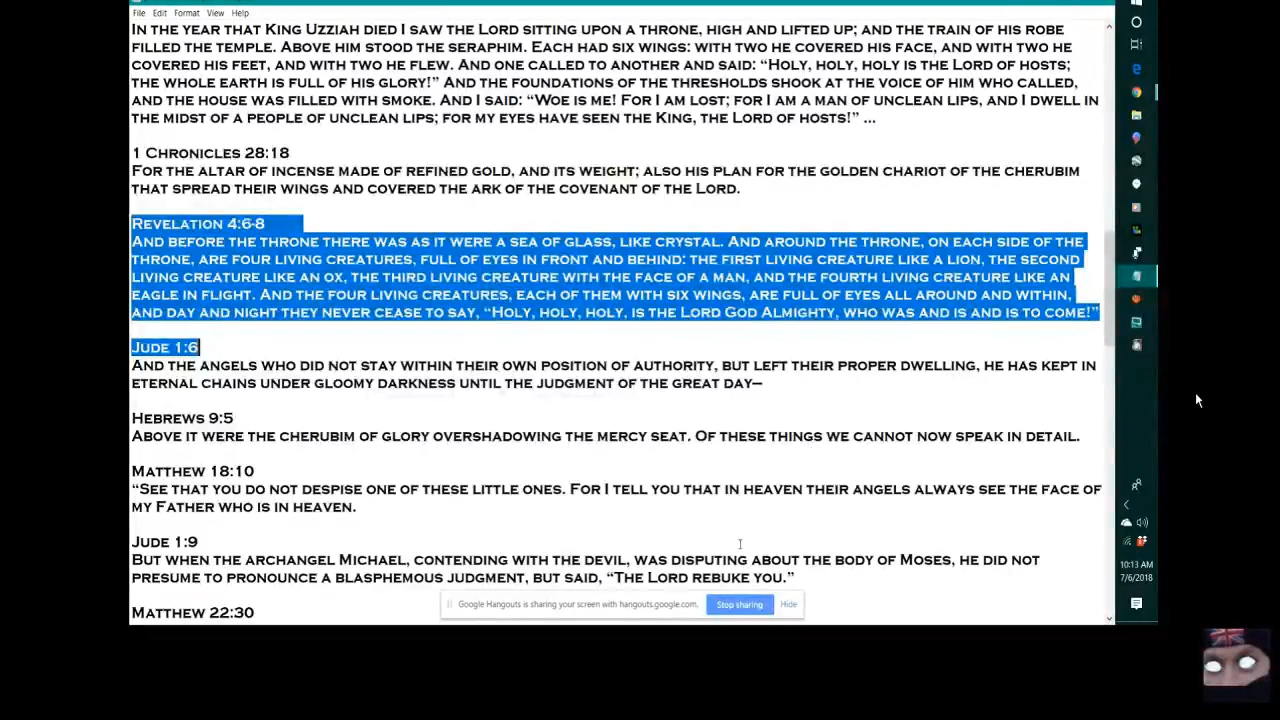 File Edit Format View Help
In the year that King Uzziah died I saw the Lord sitting upon a throne, high and lifted up; and the train of his robe
filled the temple. Above him stood the seraphim. Each had six wings: with two he covered his face, and with two he
covered his feet, and with two he flew. And one called to another and said: “Holy, holy, holy is the Lord of hosts;
the whole earth is full of his glory!” And the foundations of the thresholds shook at the voice of him who called,
and the house was filled with smoke. And I said: “Woe is me! For I am lost; for I am a man of unclean lips, and I dwell in
the midst of a people of unclean lips; for my eyes have seen the King, the Lord of hosts!” ...
1 Chronicles 28:18
For the altar of incense made of refined gold, and its weight; also his plan for the golden chariot of the cherubim
that spread their wings and covered the ark of the covenant of the Lord.
Revelation 4:6-8
And before the throne there was as it were a sea of glass, like crystal. And around the throne, on each side of the
throne, are four living creatures, full of eyes in front and behind: the first living creature like a lion, the second
living creature like an ox, the third living creature with the face of a man, and the fourth living creature like an
eagle in flight. And the four living creatures, each of them with six wings, are full of eyes all around and within,
and day and night they never cease to say, “Holy, holy, holy, is the Lord God Almighty, who was and is and is to come!”
Jude 1:6
And the angels who did not stay within their own position of authority, but left their proper dwelling, he has kept in
eternal chains under gloomy darkness until the judgment of the great day—
Hebrews 9:5
Above it were the cherubim of glory overshadowing the mercy seat. Of these things we cannot now speak in detail.
Matthew 18:10
“See that you do not despise one of these little ones. For I tell you that in heaven their angels always see the face of
my Father who is in heaven.
Jude 1:9
But when the archangel Michael, contending with the devil, was disputing about the body of Moses, he did not
presume to pronounce a blasphemous judgment, but said, “The Lord rebuke you.”
Matthew 22:30
Google Hangouts is sharing your screen with hangouts.google.com. Stop sharing Hide
10:13 AM
7/6/2018